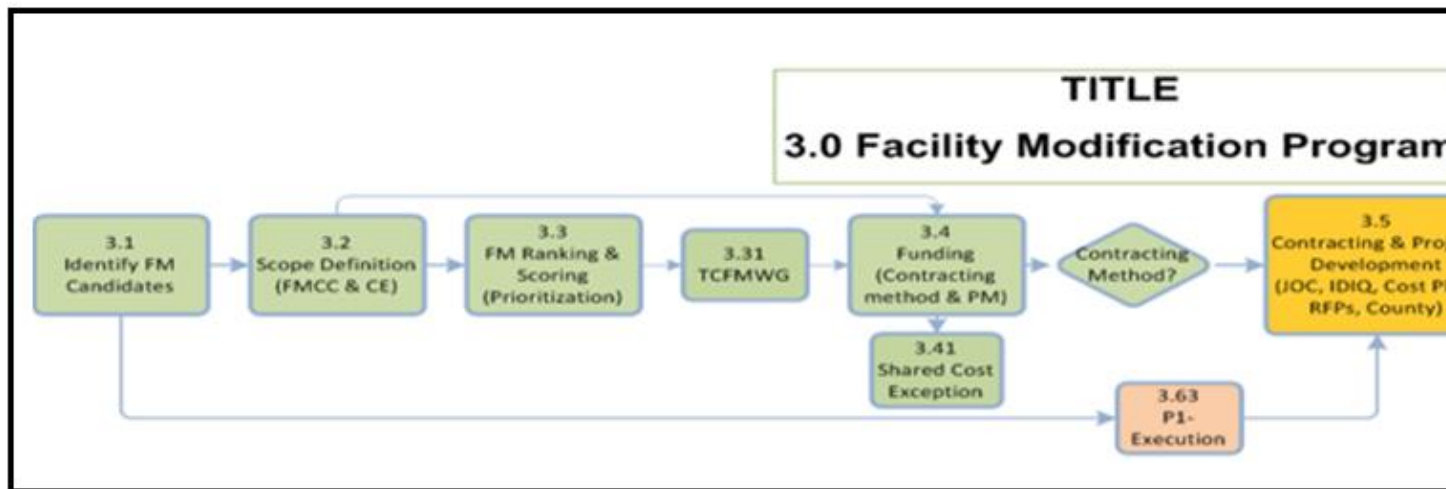 TITLE
3.0 Facility Modification Program
3.1
Identify FM
Candidates
3.2
Scope Definition
(FMCC & CE)
3.3
FM Ranking &
Scoring
(Prioritization)
3.31
TCFMWG
3.4
Funding
(Contracting
method & PM)
Contracting
Method?
3.5
Contracting &
Development
(JOC, IDIQ, Cost
RFPs, County)
3.41
Shared Cost
Exception
3.63
P1-
Execution